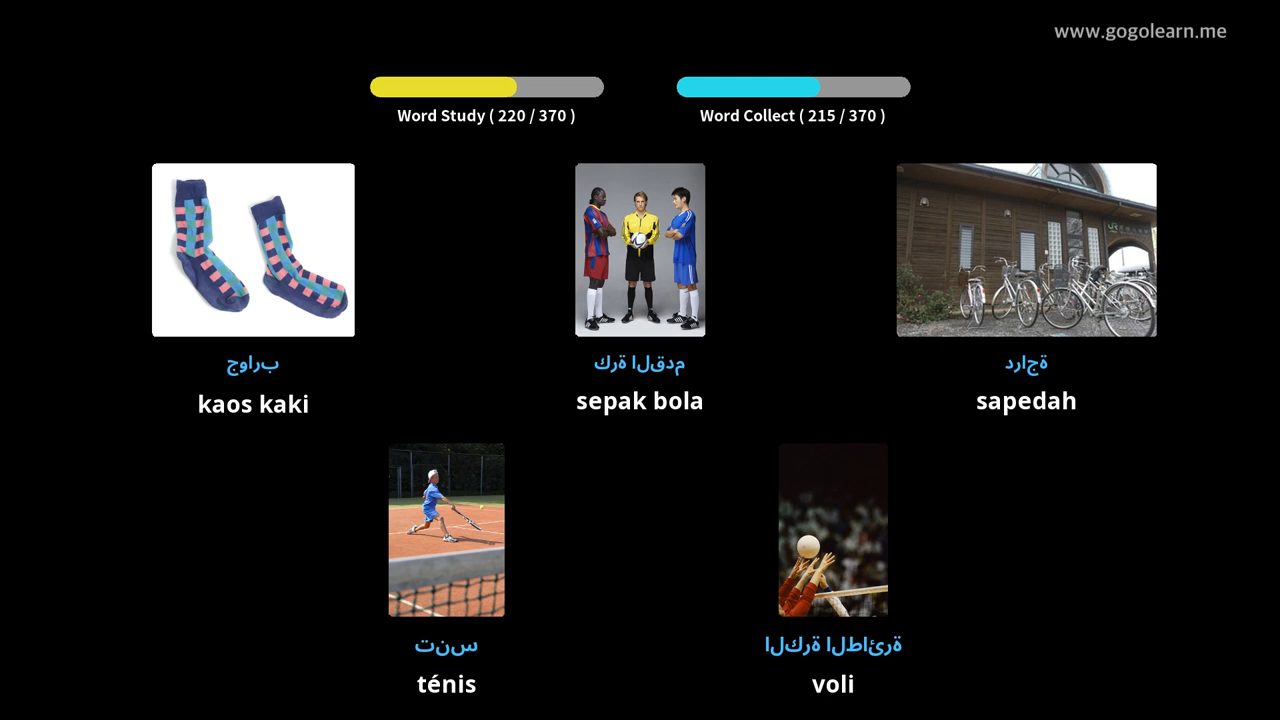 www.gogolearn.me
Word Study ( 220 / 370 )
Word Collect ( 215 / 370 )
جوارب
kaos kaki
كرة القدم
sepak bola
دراجة
sapedah
تنس
ténis
الكرة الطائرة
voli